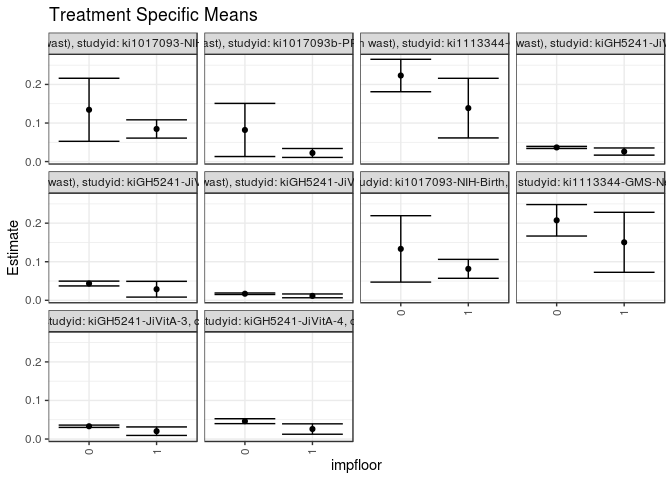 Treatment Specific Means
wast), studyid: ki1017093-NIH
wast), studyid: ki1017093b-PR
n wast), studyid: ki1113344-
wast), studyid: kiGH5241-JiV
0.2
0.1
0.0
wast), studyid: kiGH5241-JiV
wast), studyid: kiGH5241-JiV
studyid: ki1017093-NIH-Birth,
studyid: ki1113344-GMS-N
0.2
0.1
0.0
0 1
0 1
studyid: kiGH5241-JiVitA-3, c
studyid: kiGH5241-JiVitA-4, c
0.2
0.1
0.0
0 1
0 1
Estimate
impfloor